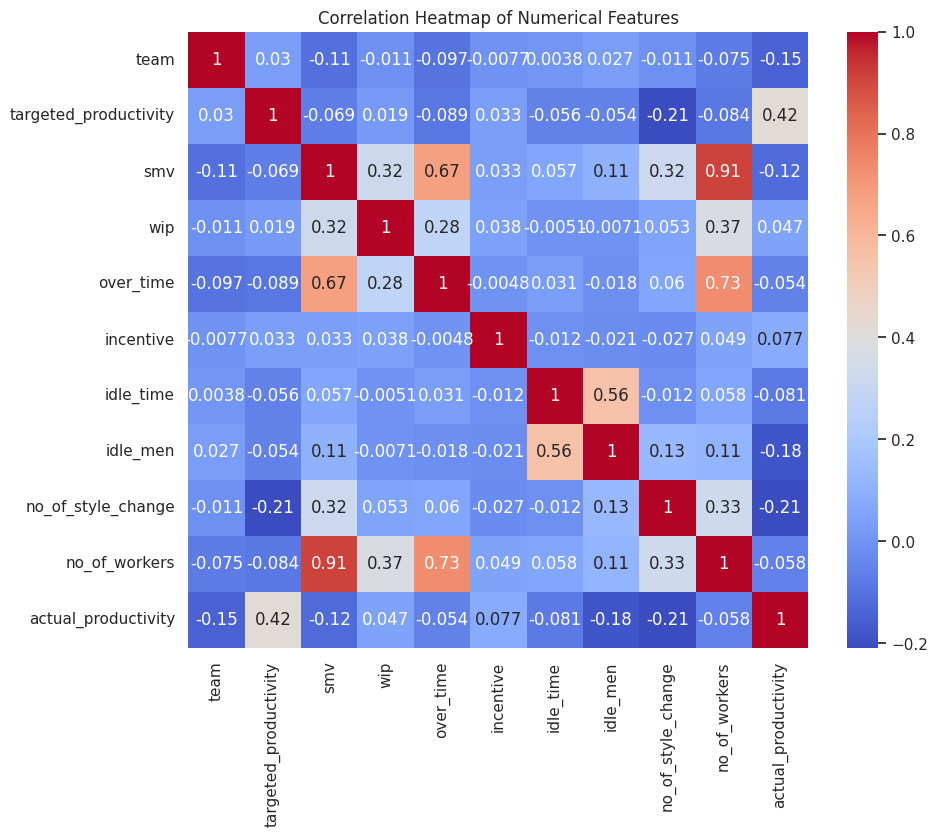 Correlation Heatmap of Numerical Features
team 1 0.03 -0.11 -0.011 -0.097 -0.0077 0.0038 0.027 -0.011 -0.075 -0.15
targeted_productivity 0.03 1 -0.069 0.019 -0.089 0.033 -0.056 -0.054 -0.21 -0.084 0.42
smv -0.11 -0.069 1 0.32 0.67 0.033 0.057 0.11 0.32 0.91 -0.12
wip -0.011 0.019 0.32 1 0.28 0.038 -0.0051 -0.0071 0.053 0.37 0.047
over_time -0.097 -0.089 0.67 0.28 1 -0.0048 0.031 -0.018 0.06 0.73 -0.054
incentive -0.0077 0.033 0.033 0.038 -0.0048 1 -0.012 -0.021 -0.027 0.049 0.077
idle_time 0.0038 -0.056 0.057 -0.0051 0.031 -0.012 1 0.56 -0.012 0.058 -0.081
idle_men 0.027 -0.054 0.11 -0.0071 -0.018 -0.021 0.56 1 0.13 0.11 -0.18
no_of_style_change -0.011 -0.21 0.32 0.053 0.06 -0.027 -0.012 0.13 1 0.33 -0.21
no_of_workers -0.075 -0.084 0.91 0.37 0.73 0.049 0.058 0.11 0.33 1 -0.058
actual_productivity -0.15 0.42 -0.12 0.047 -0.054 0.077 -0.081 -0.18 -0.21 -0.058 1
team targeted_productivity smv wip over_time incentive idle_time idle_men no_of_style_change no_of_workers actual_productivity
1.0
0.8
0.6
0.4
0.2
0.0
−0.2